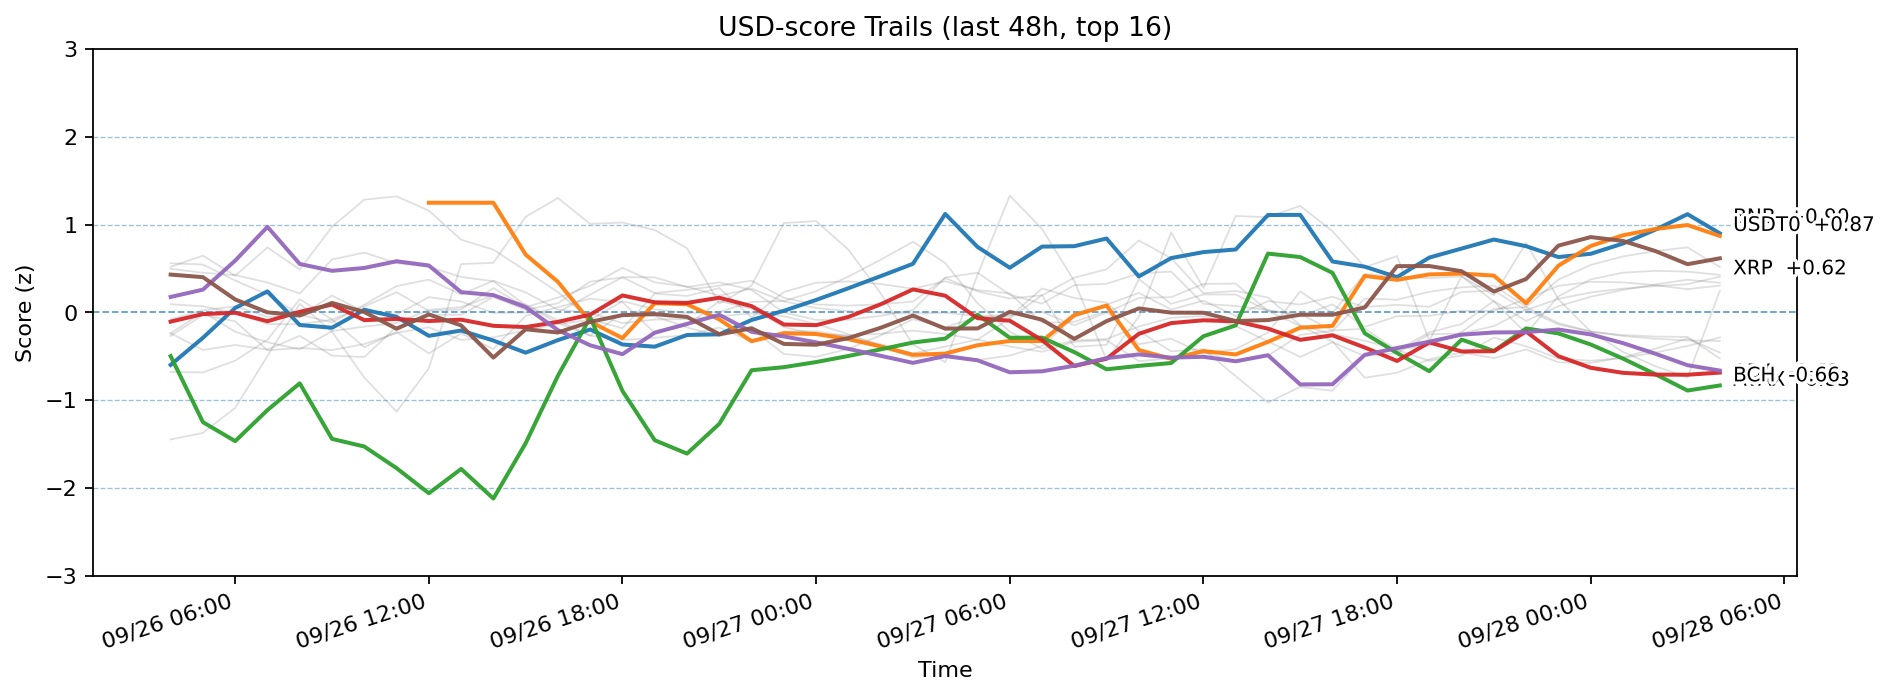 USD-score Trails (last 48h, top 16)
Score (z)
3
2
1
0
−1
−2
−3
USDT0 +0.87
XRP +0.62
BCH -0.66
09/26 06:00
09/26 12:00
09/26 18:00
09/27 00:00
09/27 06:00
09/27 12:00
09/27 18:00
09/28 00:00
09/28 06:00
Time